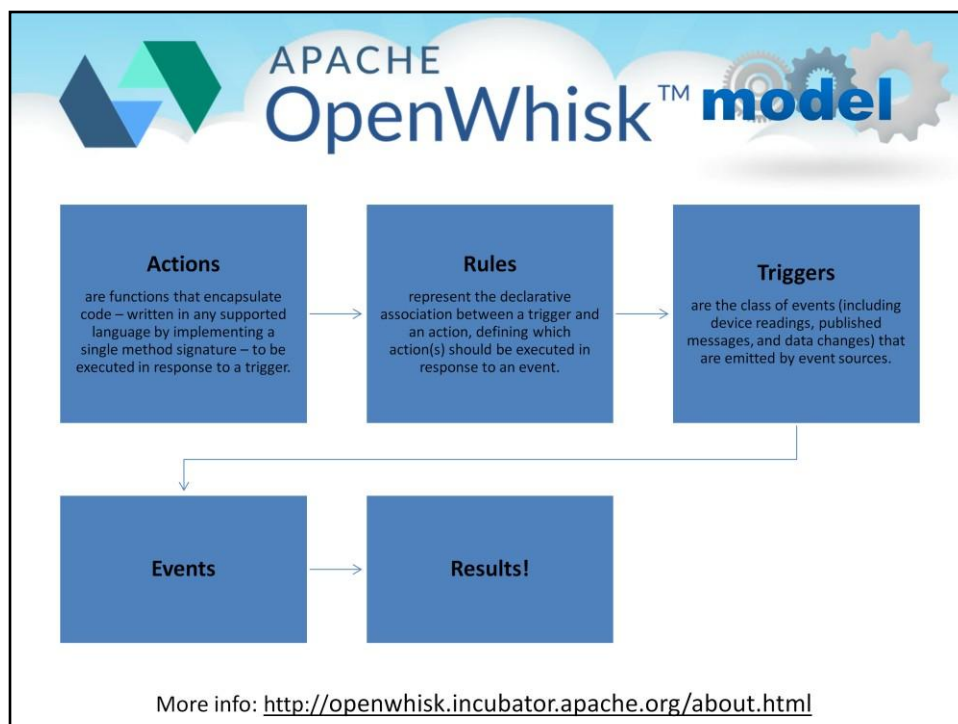 APACHE
OpenWhisk™ model
Actions
are functions that encapsulate
code – written in any supported
language by implementing a
single method signature – to be
executed in response to a trigger.
Rules
represent the declarative
association between a trigger and
an action, defining which
action(s) should be executed in
response to an event.
Triggers
are the class of events (including
device readings, published
messages, and data changes) that
are emitted by event sources.
Events
Results!
More info: http://openwhisk.incubator.apache.org/about.html